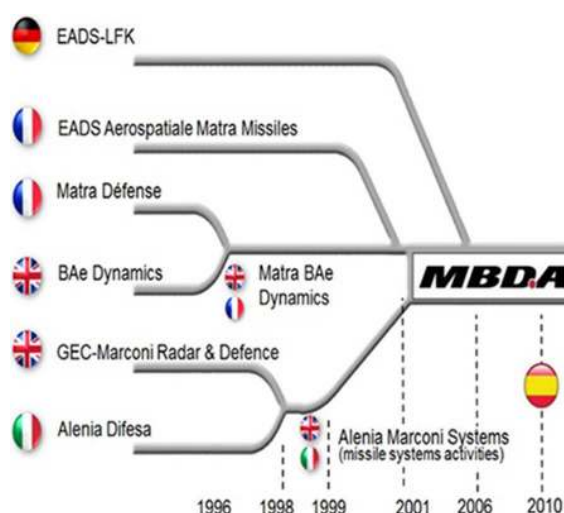 EADS-LFK
EADS Aerospatiale Matra Missiles
Matra Défense
BAe Dynamics
Matra BAe
Dynamics
MBDA
GEC-Marconi Radar & Defence
Alenia Difesa
Alenia Marconi Systems
(missile systems activities)
1996 1998 1999 2001 2006 2010